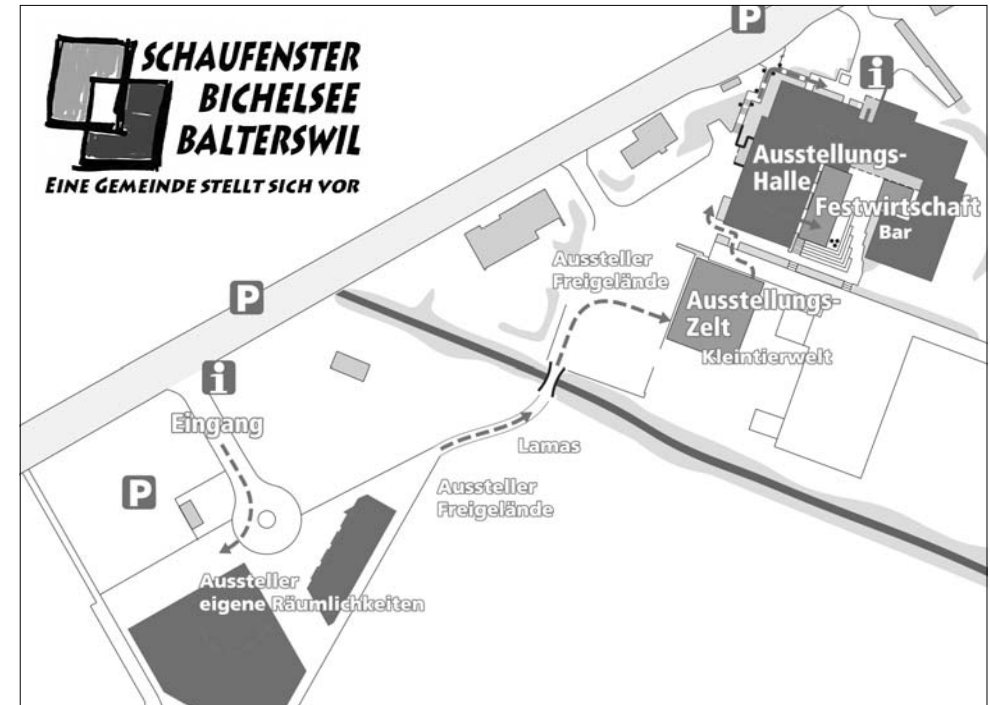 SCHAUFENSTER
BICHELSEE
BALTERSWIL
EINE GEMEINDE STELLT SICH VOR
P
i
Ausstellungs-
Halle
Festwirtschaft
Bar
Aussteller
Freigelände
Ausstellungs-
Zelt
Kleintierwelt
P
i
Eingang
Lamas
P
Aussteller
Freigelände
Aussteller
eigene Räumlichkeiten